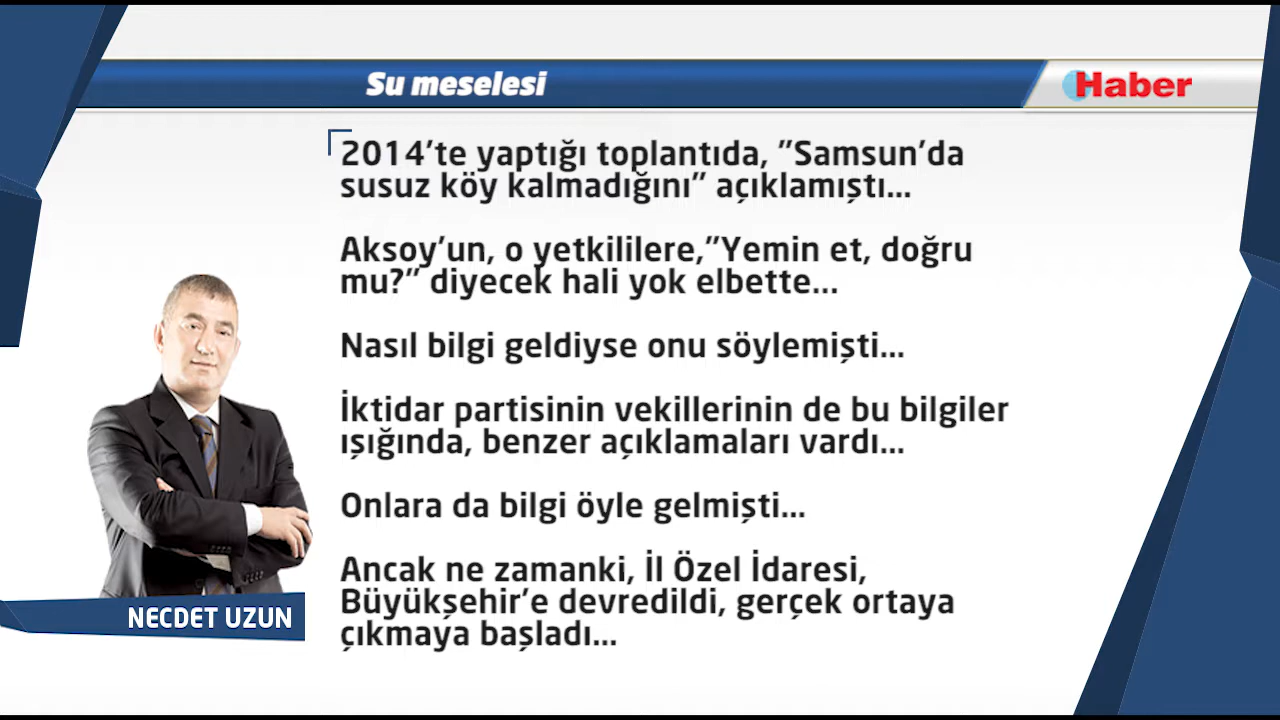 Su meselesi
Haber
2014'te yaptığı toplantıda, "Samsun'da
susuz köy kalmadığını" açıklamıştı...
Aksoy'un, o yetkililere,"Yemin et, doğru
mu?" diyecek hali yok elbette...
Nasıl bilgi geldiyse onu söylemişti...
İktidar partisinin vekillerinin de bu bilgiler
ışığında, benzer açıklamaları vardı...
Onlara da bilgi öyle gelmişti...
Ancak ne zamanki, İl Özel İdaresi,
Büyükşehir'e devredildi, gerçek ortaya
çıkmaya başladı...
NECDET UZUN